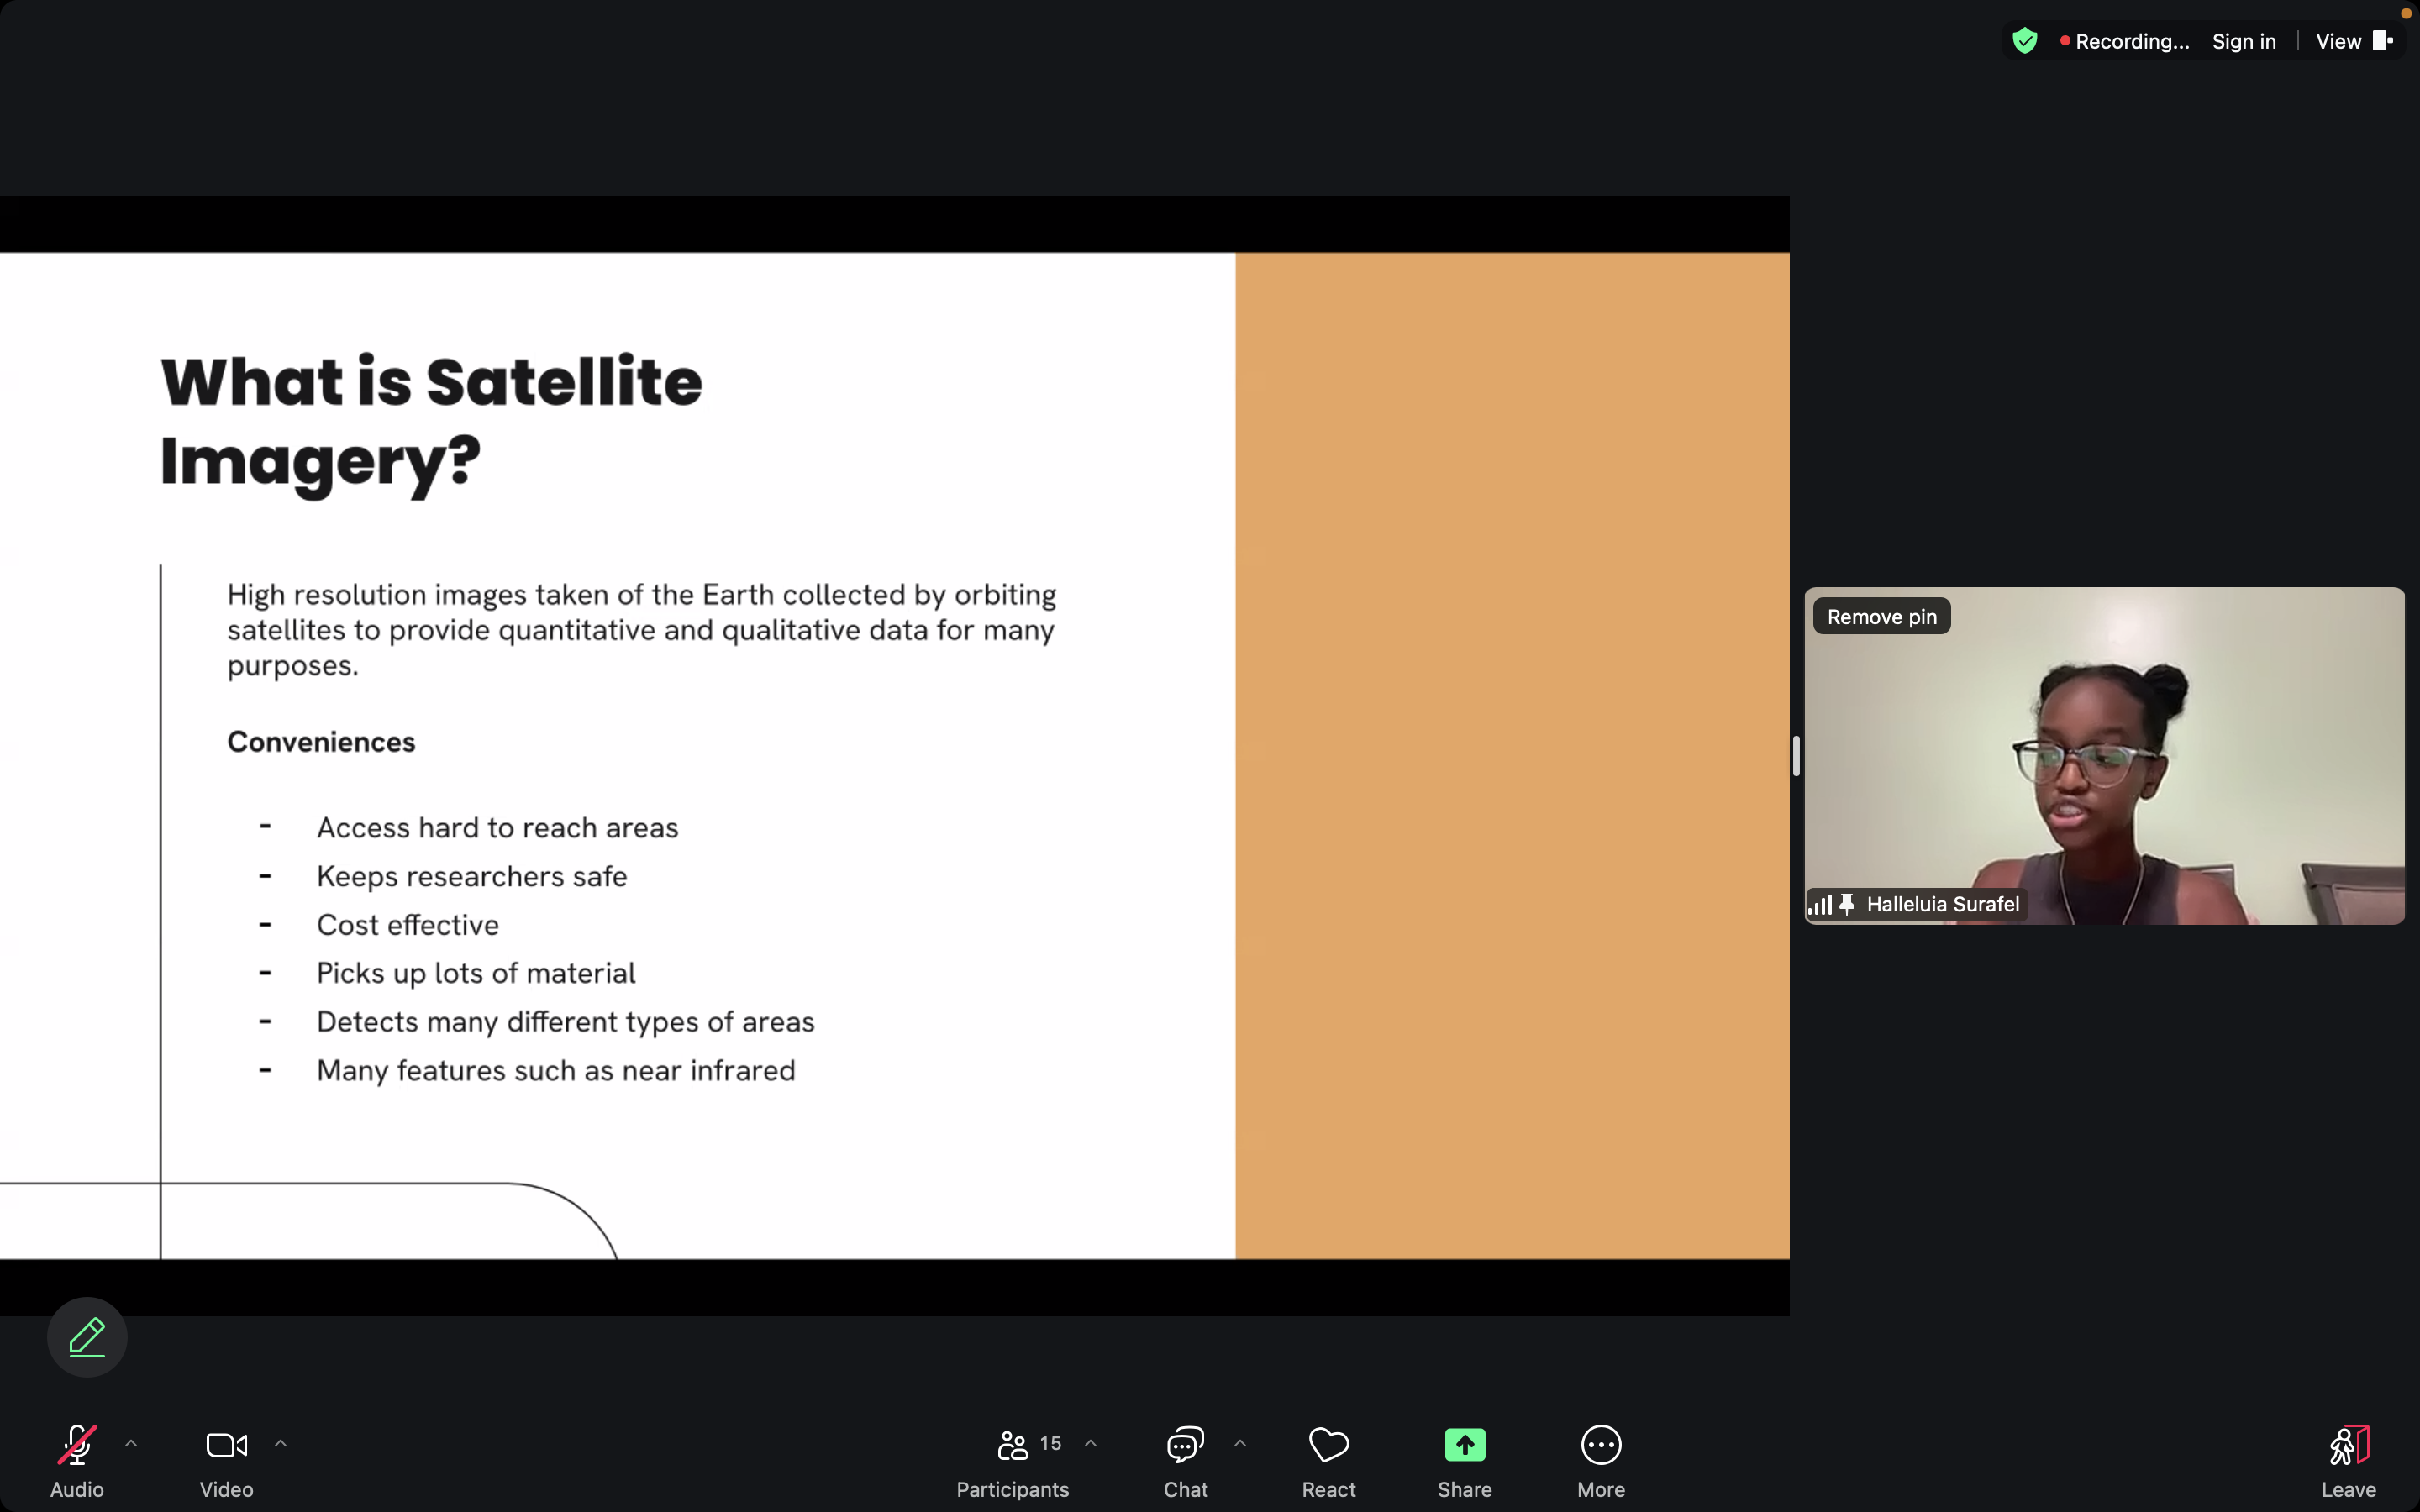 Recording...
Sign in
View
What is Satellite
Imagery?
High resolution images taken of the Earth collected by orbiting
satellites to provide quantitative and qualitative data for many
purposes.
Conveniences
- Access hard to reach areas
- Keeps researchers safe
- Cost effective
- Picks up lots of material
- Detects many different types of areas
- Many features such as near infrared
Remove pin
Halleluia Surafel
Audio
Video
15
Participants
Chat
React
Share
More
Leave